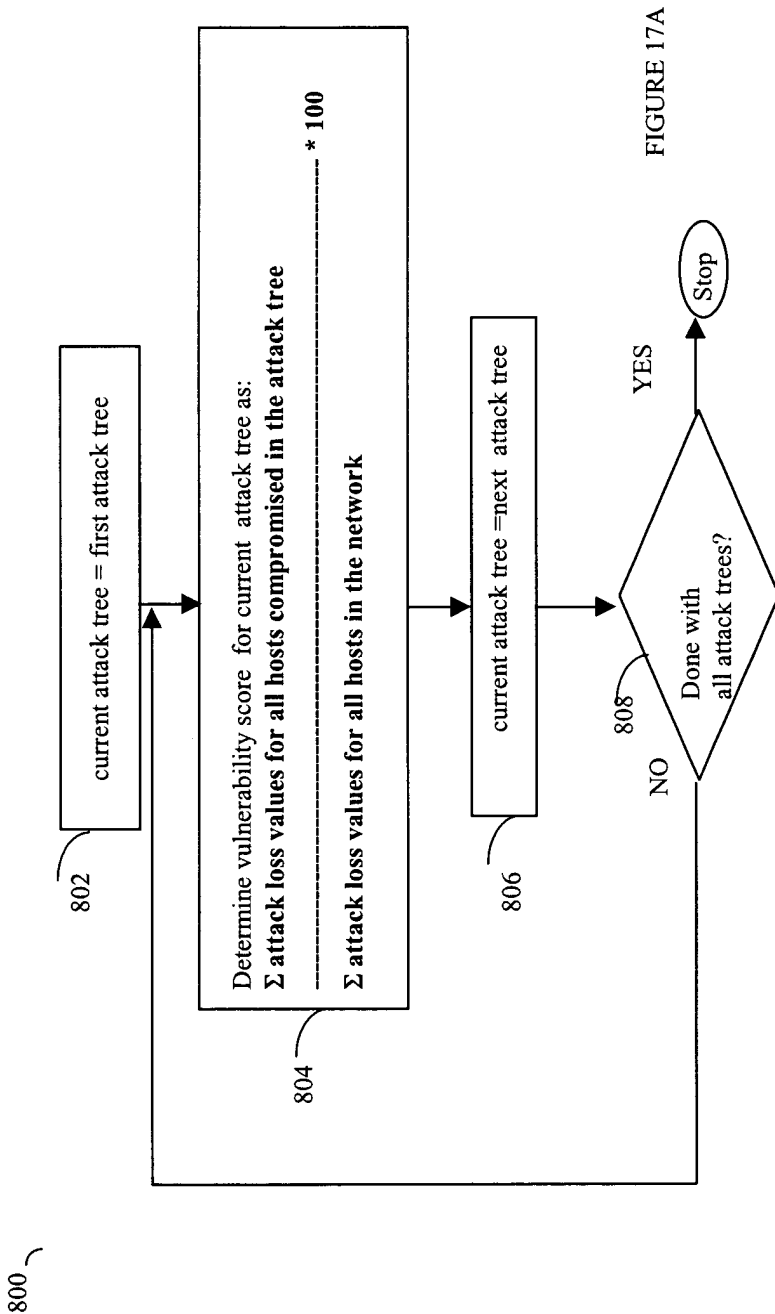 800
802
current attack tree = first attack tree
804
Determine vulnerability score for current attack tree as:
Σ attack loss values for all hosts compromised in the attack tree
------------------------------------------------------------ * 100
Σ attack loss values for all hosts in the network
806
current attack tree =next attack tree
808
Done with
all attack trees?
NO
YES
Stop
FIGURE 17A